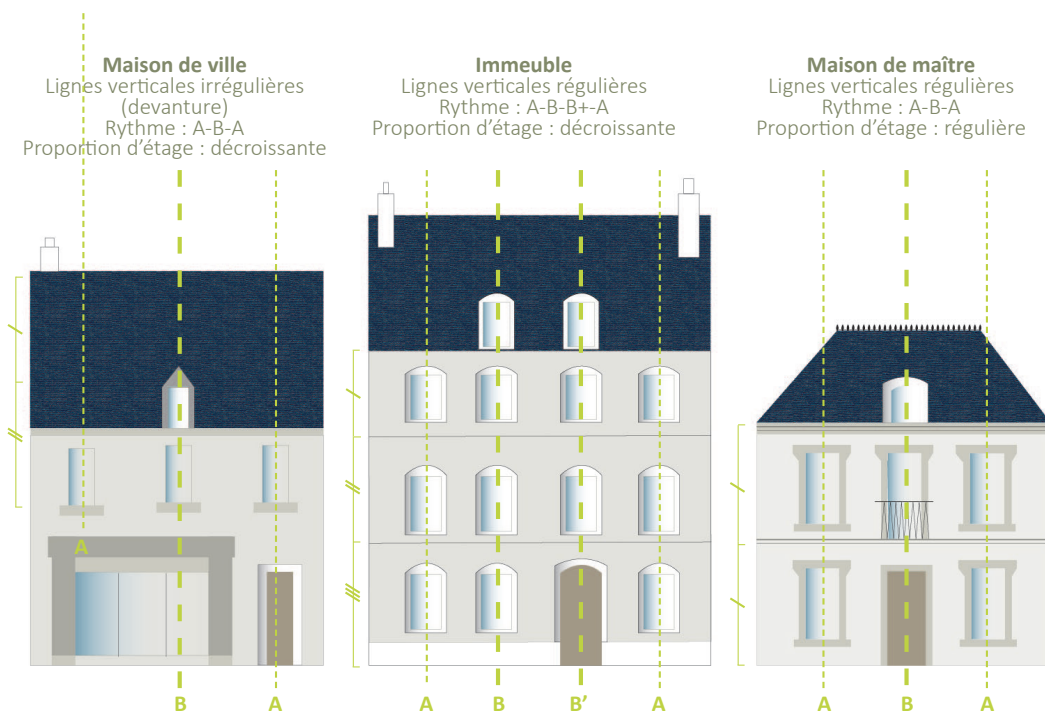 Maison de ville
Lignes verticales irrégulières
(devanture)
Rythme : A-B-A
Proportion d’étage : décroissante
Immeuble
Lignes verticales régulières
Rythme : A-B-B+-A
Proportion d’étage : décroissante
Maison de maître
Lignes verticales régulières
Rythme : A-B-A
Proportion d’étage : régulière
A
B A
A B B’ A
A B A